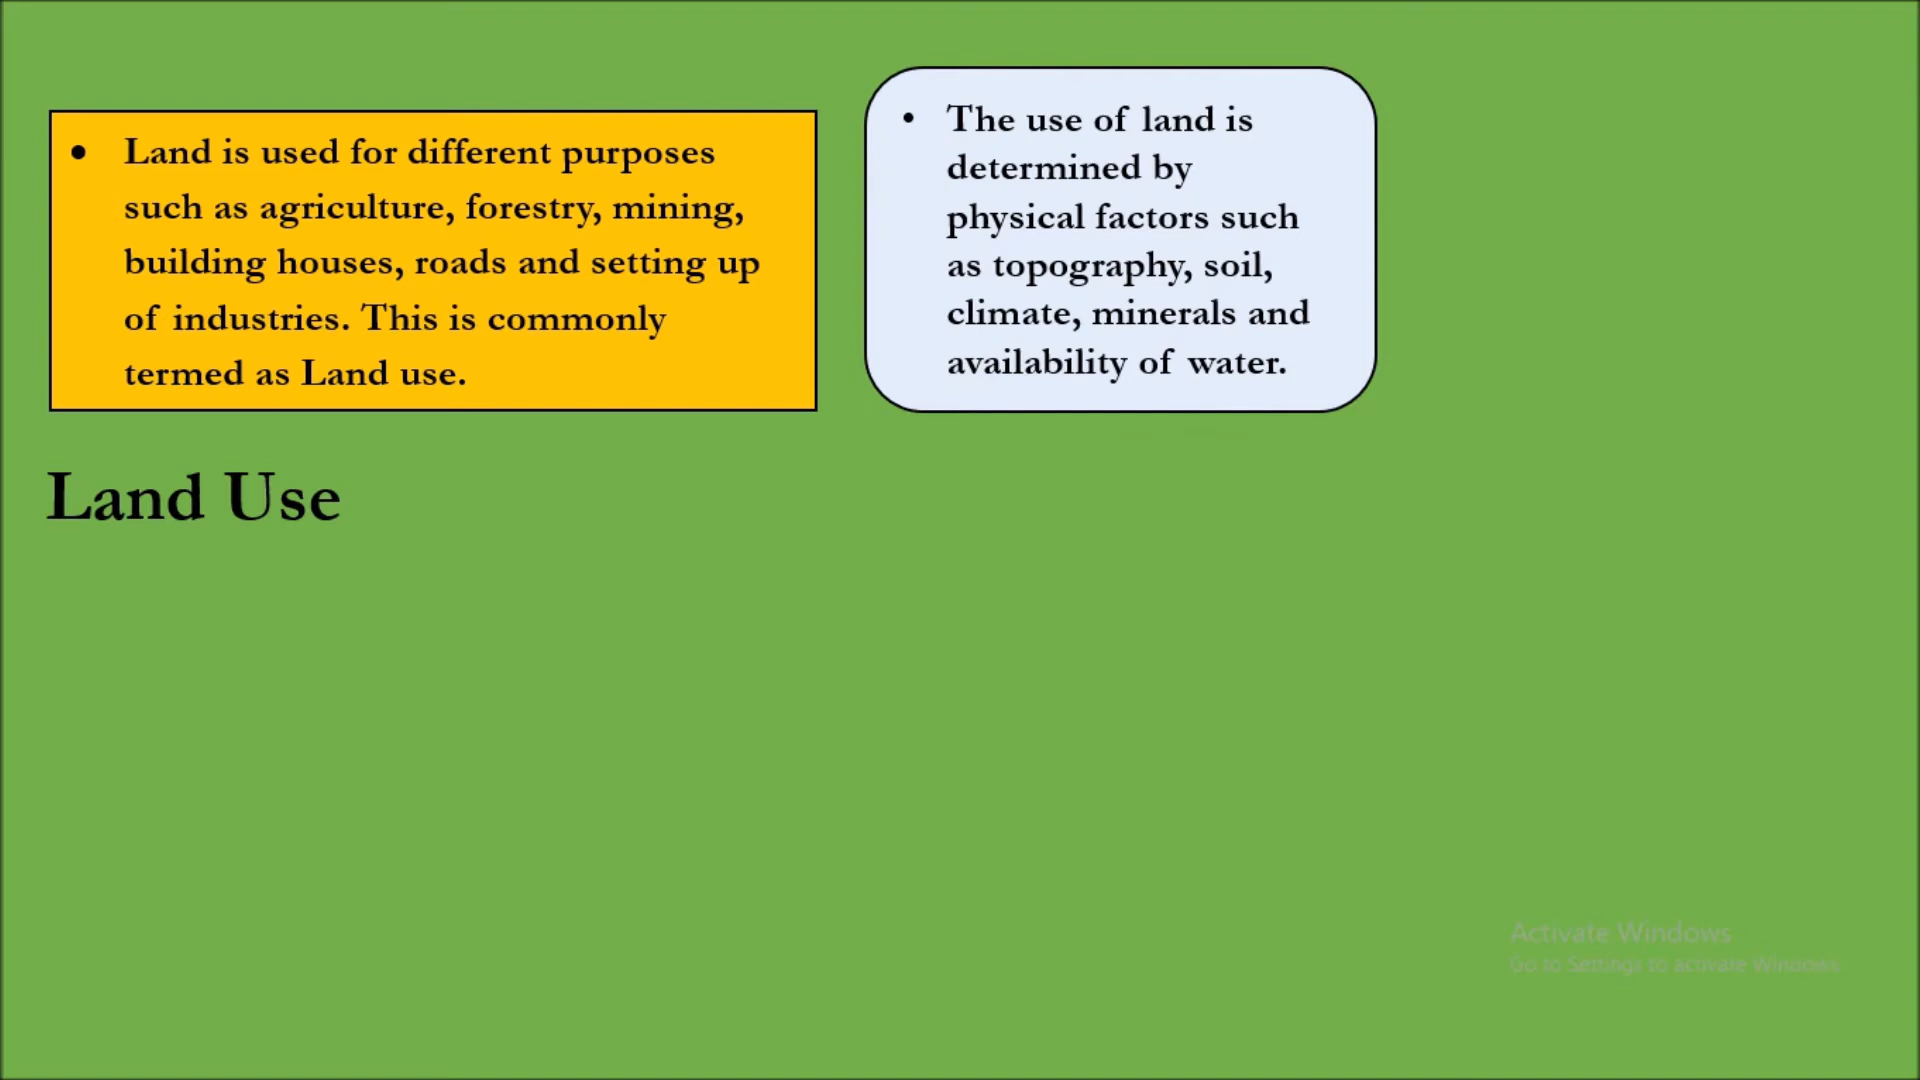 • Land is used for different purposes
such as agriculture, forestry, mining,
building houses, roads and setting up
of industries. This is commonly
termed as Land use.
• The use of land is
determined by
physical factors such
as topography, soil,
climate, minerals and
availability of water.
Land Use
Activate Windows
Go to Settings to activate Windows.